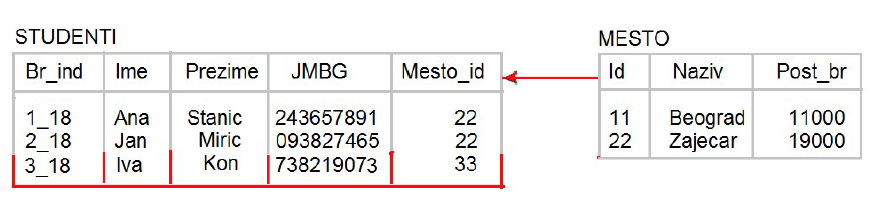 STUDENTI
Br_ind Ime Prezime JMBG Mesto_id
1_18 Ana Stanic 243657891 22
2_18 Jan Miric 093827465 22
3_18 Iva Kon 738219073 33
MESTO
Id Naziv Post_br
11 Beograd 11000
22 Zajecar 19000